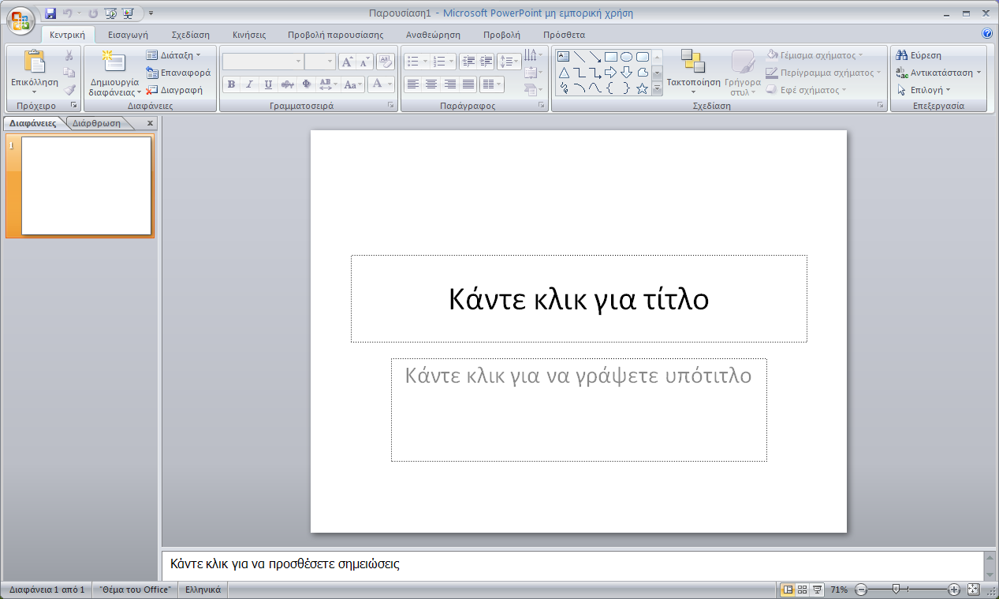 Παρουσίαση1 - Microsoft PowerPoint μη εμπορική χρήση
Κεντρική Εισαγωγή Σχεδίαση Κινήσεις Προβολή παρουσίασης Αναθεώρηση Προβολή Πρόσθετα
Επικόλληση
Πρόχειρο
Δημιουργία διαφάνειας
Διάταξη
Επαναφορά
Διαγραφή
Διαφάνειες
B I U abc S AV Aa A
Γραμματοσειρά
Παράγραφος
Τακτοποίηση
Γρήγορα στυλ
Γέμισμα σχήματος
Περίγραμμα σχήματος
Εφέ σχήματος
Σχεδίαση
Εύρεση
Αντικατάσταση
Επιλογή
Επεξεργασία
Διαφάνειες Διάρθρωση x
1
Κάντε κλικ για τίτλο
Κάντε κλικ για να γράψετε υπότιτλο
Κάντε κλικ για να προσθέσετε σημειώσεις
Διαφάνεια 1 από 1 "Θέμα του Office" Ελληνικά 71%